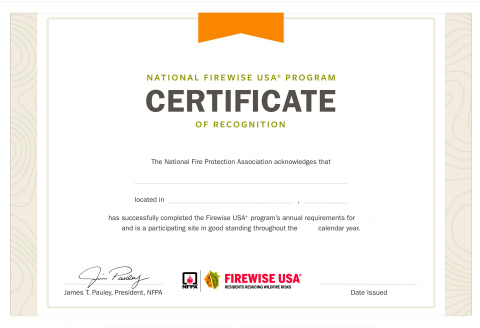 NATIONAL FIREWISE USA® PROGRAM
CERTIFICATE
OF RECOGNITION
The National Fire Protection Association acknowledges that
located in ,
has successfully completed the Firewise USA® program's annual requirements for
and is a participating site in good standing throughout the calendar year.
Jim Pauley
James T. Pauley, President, NFPA
NFPA
FIREWISE USA®
RESIDENTS REDUCING WILDFIRE RISKS
Date Issued